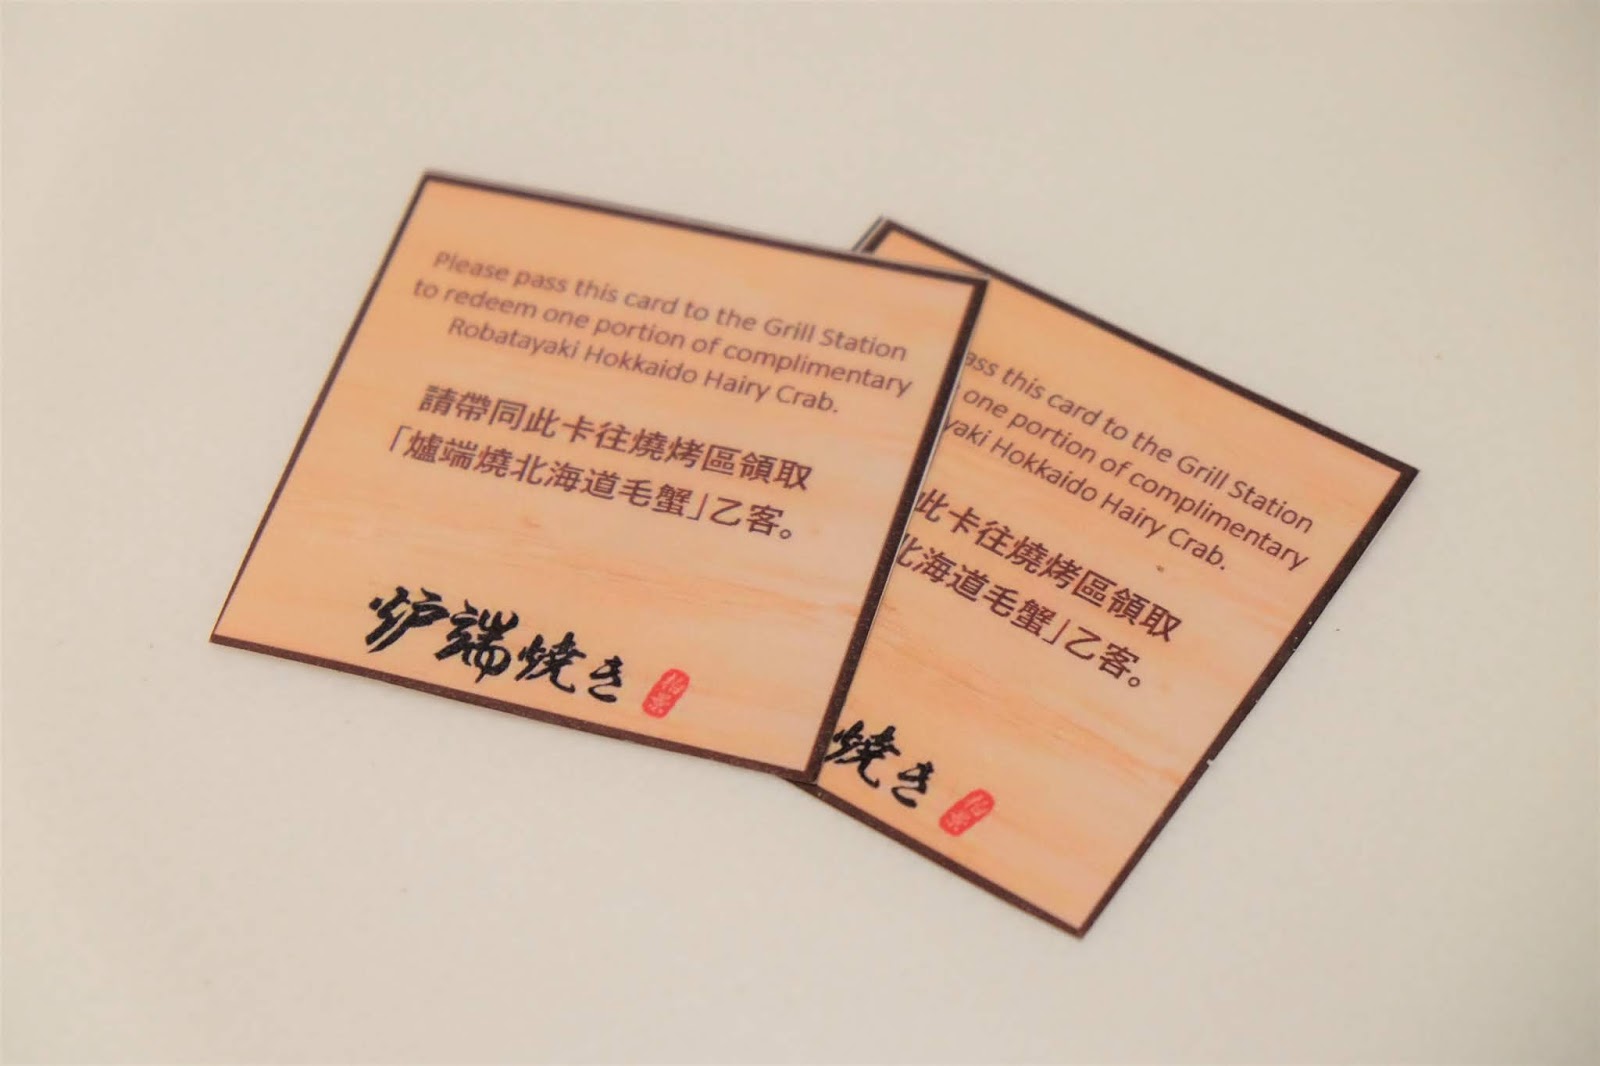 Please pass this card to the Grill Station
to redeem one portion of complimentary
Robatayaki Hokkaido Hairy Crab.
請帶同此卡往燒烤區領取
「爐端燒北海道毛蟹」乙客。
炉端焼き
pass this card to the Grill Station
one portion of complimentary
yaki Hokkaido Hairy Crab.
此卡往燒烤區領取
北海道毛蟹」乙客。
焼き